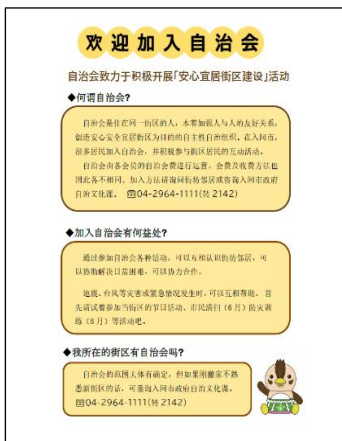 欢迎加入自治会
自治会致力于积极开展「安心宜居街区建设」活动
◆何谓自治会?
自治会是住在同一街区的人，本着加强人与人的友好关系，
创造安心安全宜居街区为目的的自主性自治组织。在入间市，
很多居民加入自治会，并积极参与街区居民的互动活动。
自治会由各会员的自治会费进行运营。会费及收费方法也
因此各不相同。加入方法请询问街坊邻居或咨询入间市政府
自治文化课。 ☎04-2964-1111(转 2142)
◆加入自治会有何益处?
通过参加自治会各种活动，可以互相认识街坊邻居，可
以协助解决日常困难，可以协力合作。
地震、台风等灾害或紧急情况发生时，可以互相帮助。首
先请试着参加当街区的节日活动、市民清扫（6月）防灾训
练（8月）等活动吧。
◆我所在的街区有自治会吗?
自治会的范围大体有确定，但如果刚搬家不熟
悉新街区的话，可垂询入间市政府自治文化课。
☎04-2964-1111(转 2142)